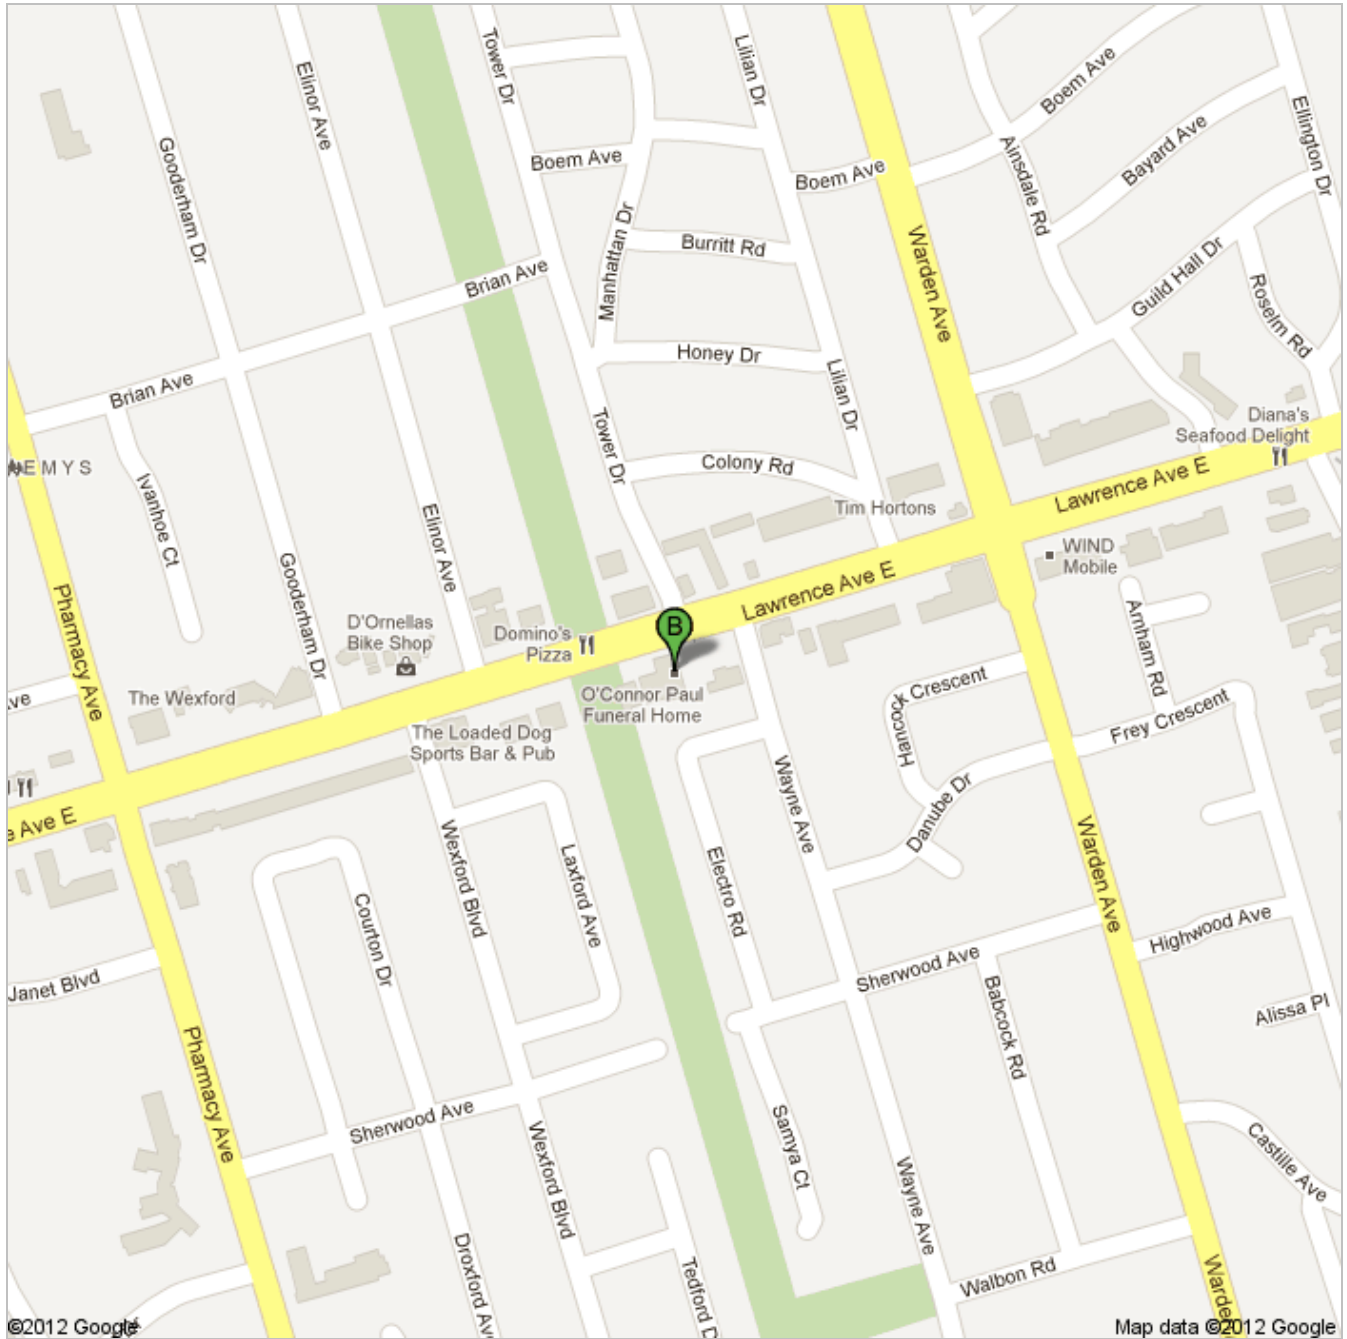 Tower Dr
Lilian Dr
Elinor Ave
Boem Ave
Ellington Dr
Gooderham Dr
Boem Ave
Boem Ave
Ainsdale Rd
Bayard Ave
Manhattan Dr
Burritt Rd
Warden Ave
Guild Hall Dr
Brian Ave
Roselm Rd
Honey Dr
Brian Ave
Lilian Dr
Tower Dr
Diana's
Seafood Delight
Colony Rd
E M Y S
Lawrence Ave E
Ivanhoe Ct
Elinor Ave
Tim Hortons
WIND
Mobile
Gooderham Dr
Lawrence Ave E
Pharmacy Ave
D'Ornellas
Bike Shop
Domino's
Pizza
B
Arnham Rd
The Wexford
O'Connor Paul
Funeral Home
Hancock Crescent
Frey Crescent
The Loaded Dog
Sports Bar & Pub
Wayne Ave
Danube Dr
e Ave E
Wexford Blvd
Laxford Ave
Electro Rd
Warden Ave
Courton Dr
Highwood Ave
Janet Blvd
Sherwood Ave
Babcock Rd
Alissa Pl
Pharmacy Ave
Sherwood Ave
Samya Ct
Castille Ave
Wexford Blvd
Wayne Ave
Droxford Ave
Tedford D
Walbon Rd
Warden
©2012 Google
Map data ©2012 Google